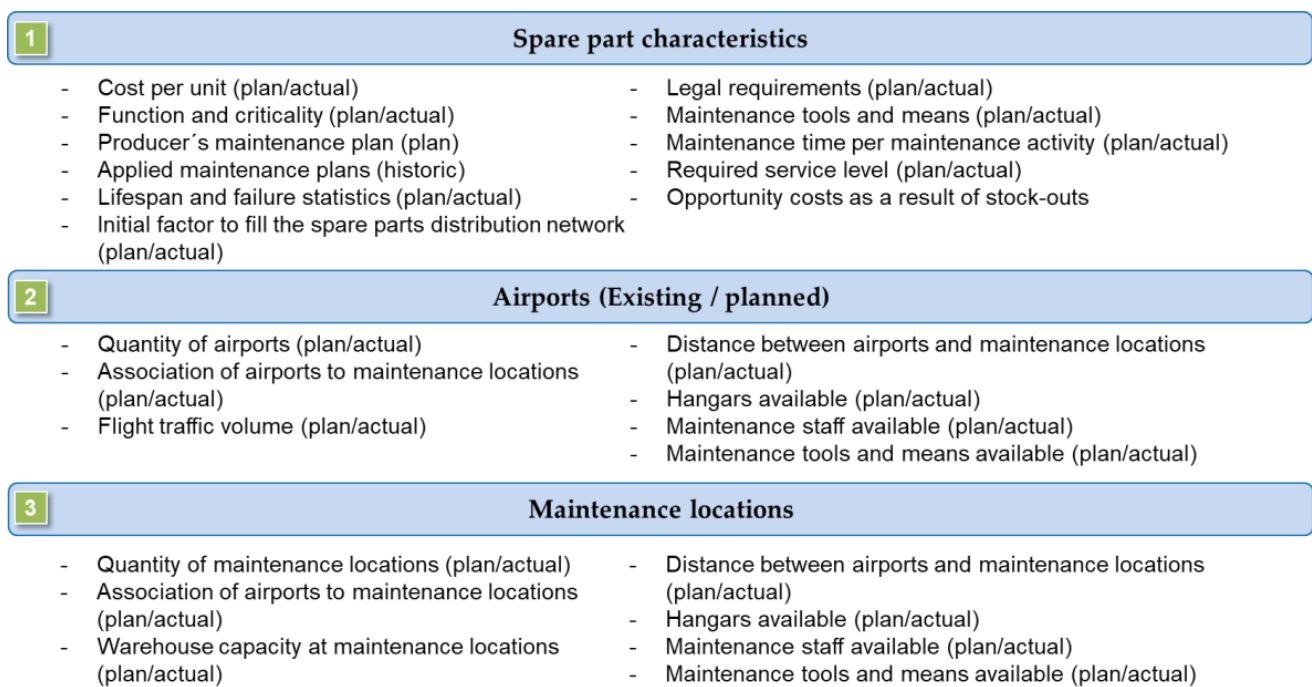 1
Spare part characteristics
- Cost per unit (plan/actual)
- Function and criticality (plan/actual)
- Producer´s maintenance plan (plan)
- Applied maintenance plans (historic)
- Lifespan and failure statistics (plan/actual)
- Initial factor to fill the spare parts distribution network
(plan/actual)
- Legal requirements (plan/actual)
- Maintenance tools and means (plan/actual)
- Maintenance time per maintenance activity (plan/actual)
- Required service level (plan/actual)
- Opportunity costs as a result of stock-outs
2
Airports (Existing / planned)
- Quantity of airports (plan/actual)
- Association of airports to maintenance locations
(plan/actual)
- Flight traffic volume (plan/actual)
- Distance between airports and maintenance locations
(plan/actual)
- Hangars available (plan/actual)
- Maintenance staff available (plan/actual)
- Maintenance tools and means available (plan/actual)
3
Maintenance locations
- Quantity of maintenance locations (plan/actual)
- Association of airports to maintenance locations
(plan/actual)
- Warehouse capacity at maintenance locations
(plan/actual)
- Distance between airports and maintenance locations
(plan/actual)
- Hangars available (plan/actual)
- Maintenance staff available (plan/actual)
- Maintenance tools and means available (plan/actual)